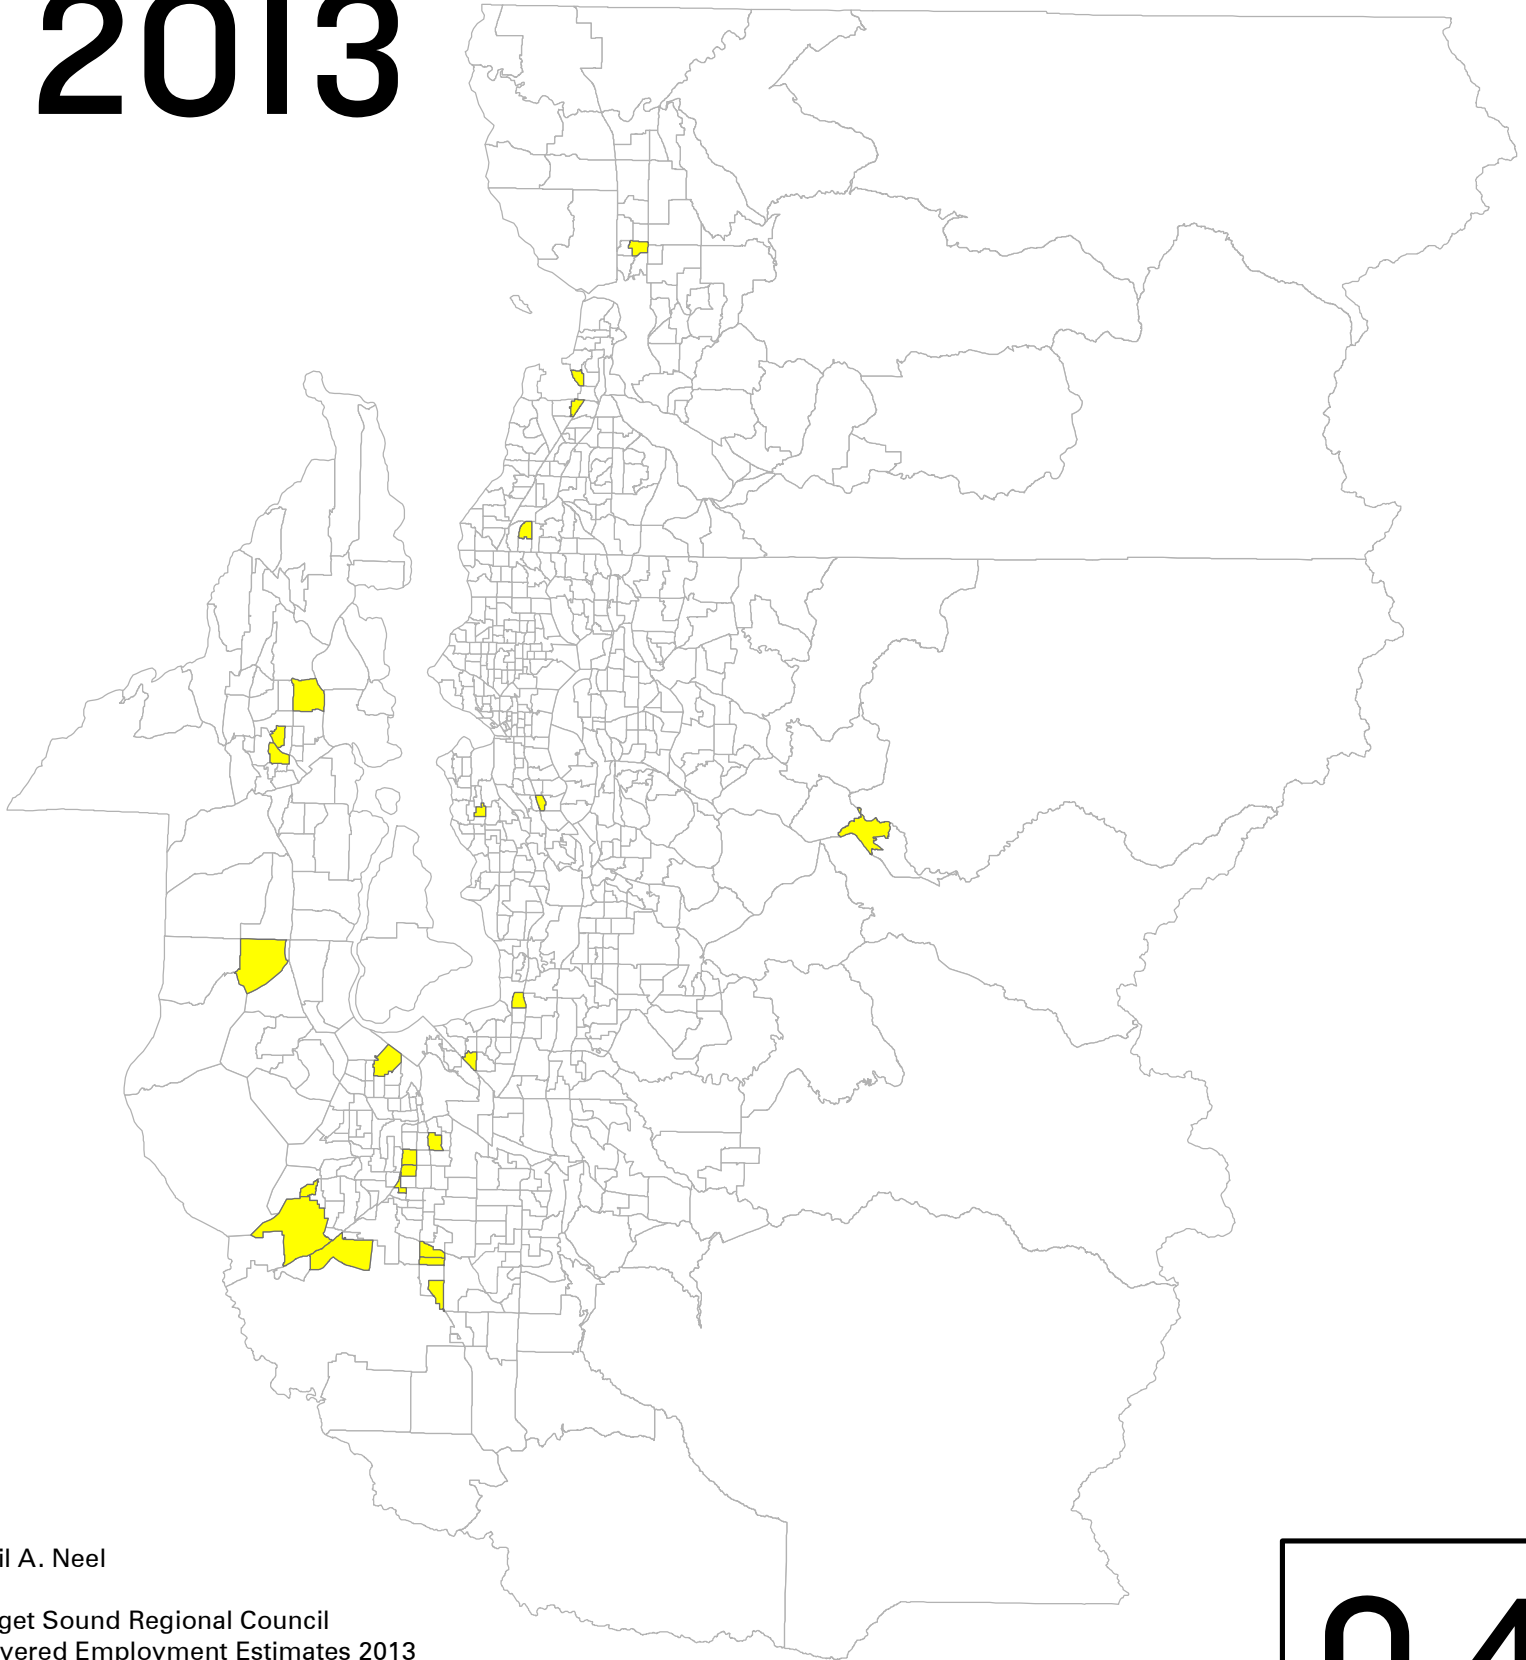 2013
il A. Neel
get Sound Regional Council
vered Employment Estimates 2013